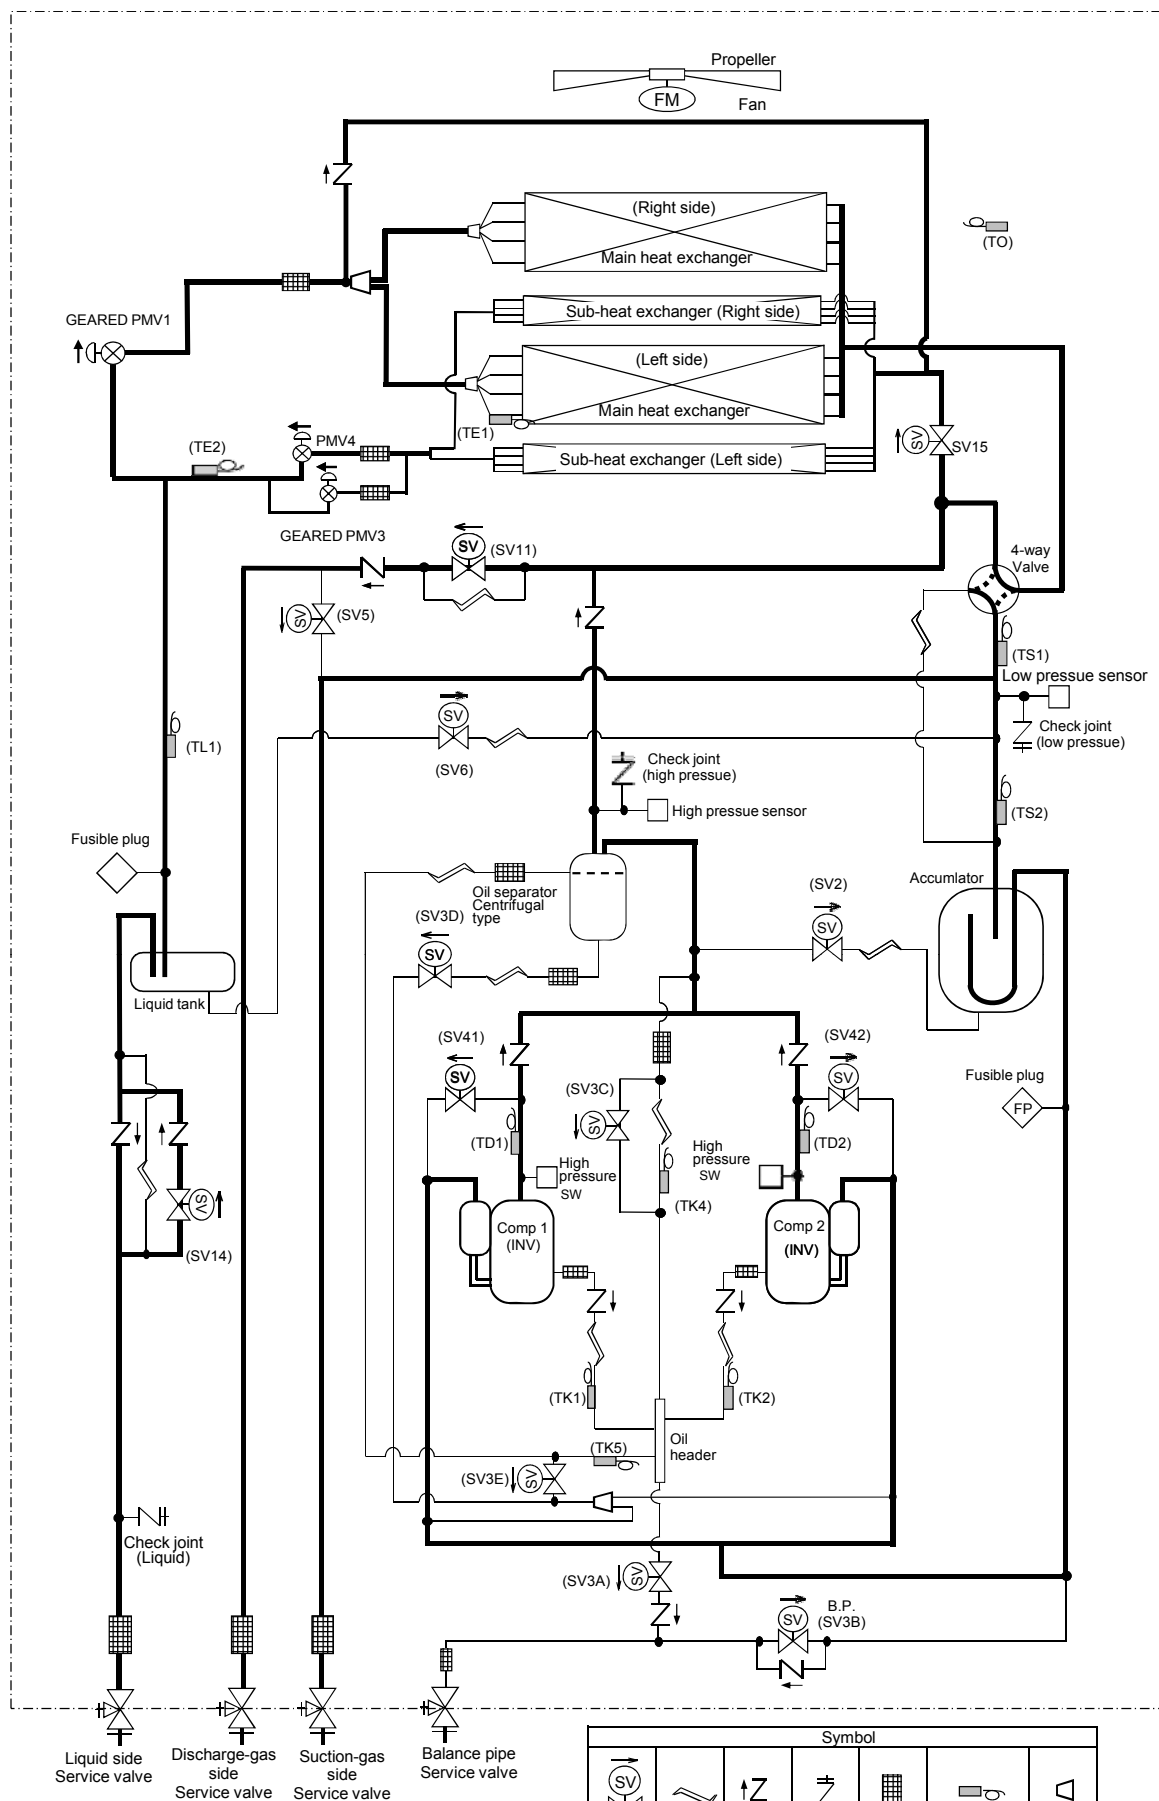 Propeller
FM
Fan
(Right side)
(TO)
Main heat exchanger
Sub-heat exchanger (Right side)
GEARED PMV1
(Left side)
Main heat exchanger
(TE1)
PMV4
(TE2)
SV
SV15
Sub-heat exchanger (Left side)
GEARED PMV3
SV
(SV11)
4-way
Valve
SV
(SV5)
(TS1)
Low pressue sensor
SV
(SV6)
(TL1)
Check joint
(low pressue)
Check joint
(high pressue)
High pressue sensor
(TS2)
Fusible plug
Oil separator
Centrifugal
type
(SV2)
SV
Accumlator
(SV3D)
SV
Liquid tank
(SV41)
SV
(SV42)
SV
(SV3C)
SV
Fusible plug
FP
(TD1)
High
pressure
SW
High
pressure
SW
(TD2)
(TK4)
SV
(SV14)
Comp 1
(INV)
Comp 2
(INV)
(TK1)
(TK2)
Oil
header
(TK5)
(SV3E)
SV
Check joint
(Liquid)
(SV3A)
SV
B.P.
(SV3B)
SV
Liquid side
Service valve
Discharge-gas
side
Service valve
Suction-gas
side
Service valve
Balance pipe
Service valve
Symbol
SV